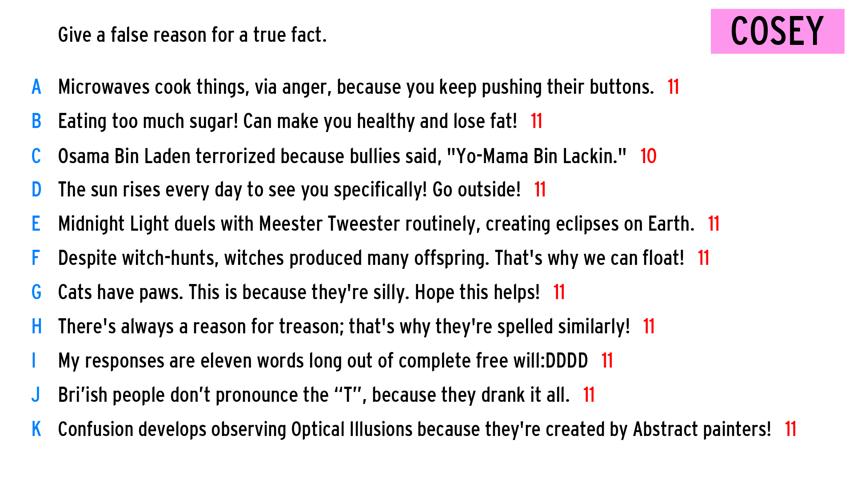 Give a false reason for a true fact.
COSEY
A Microwaves cook things, via anger, because you keep pushing their buttons. 11
B Eating too much sugar! Can make you healthy and lose fat! 11
C Osama Bin Laden terrorized because bullies said, "Yo-Mama Bin Lackin." 10
D The sun rises every day to see you specifically! Go outside! 11
E Midnight Light duels with Meester Tweester routinely, creating eclipses on Earth. 11
F Despite witch-hunts, witches produced many offspring. That's why we can float! 11
G Cats have paws. This is because they're silly. Hope this helps! 11
H There's always a reason for treason; that's why they're spelled similarly! 11
I My responses are eleven words long out of complete free will:DDDD 11
J Bri’ish people don’t pronounce the “T”, because they drank it all. 11
K Confusion develops observing Optical Illusions because they're created by Abstract painters! 11